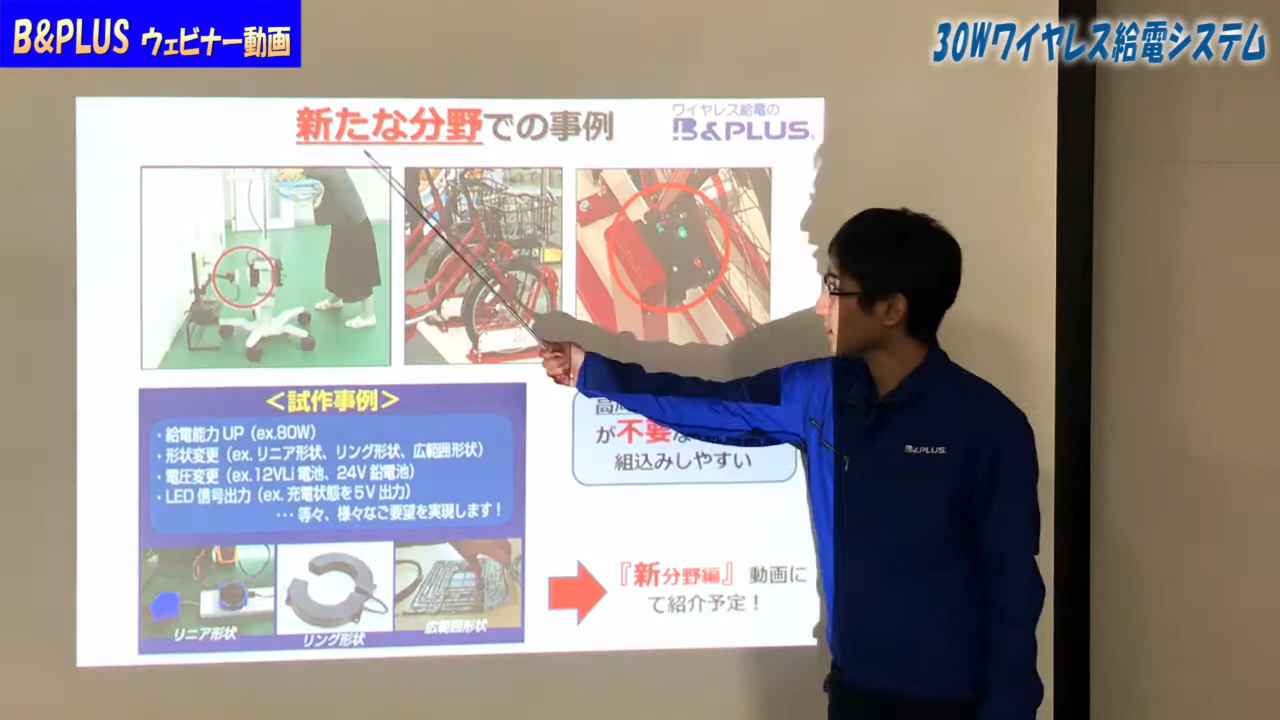 B&PLUS ウェビナー動画
30Wワイヤレス給電システム
新たな分野での事例
ワイヤレス給電の
B&PLUS
<試作事例>
・給電能力UP（ex.80W）
・形状変更（ex.リニア形状、リング形状、広範囲形状）
・電圧変更（ex.12VLi電池、24V鉛電池）
・LED信号出力（ex.充電状態を5V出力）
･･･等々、様々なご要望を実現します！
リニア形状
リング形状
広範囲形状
が不要な
組込みしやすい
『新分野編』動画に
て紹介予定！
B&PLUS